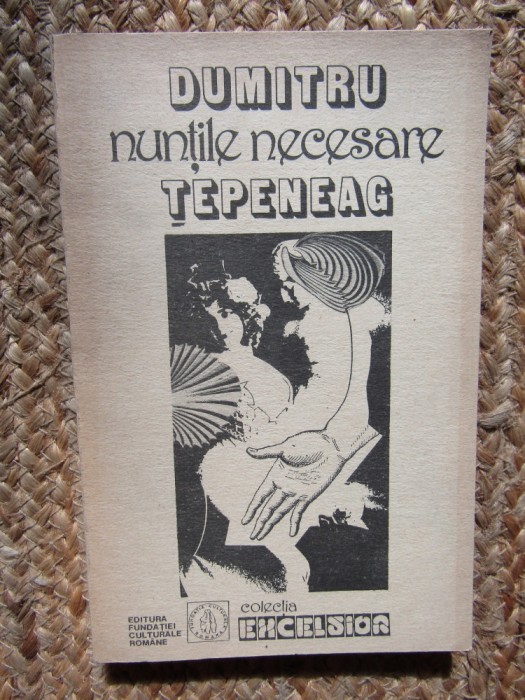 DUMITRU
nunțile necesare
ȚEPENEAG
EDITURA
FUNDAȚIEI
CULTURALE
ROMÂNE
colecția
EXCELSIOR